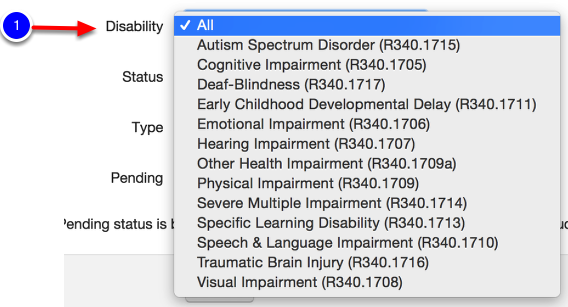 1
Disability
✓ All
Autism Spectrum Disorder (R340.1715)
Cognitive Impairment (R340.1705)
Status
Deaf-Blindness (R340.1717)
Early Childhood Developmental Delay (R340.1711)
Type
Emotional Impairment (R340.1706)
Hearing Impairment (R340.1707)
Other Health Impairment (R340.1709a)
Pending
Physical Impairment (R340.1709)
Severe Multiple Impairment (R340.1714)
Pending status is b
Specific Learning Disability (R340.1713)
Speech & Language Impairment (R340.1710)
Traumatic Brain Injury (R340.1716)
Visual Impairment (R340.1708)